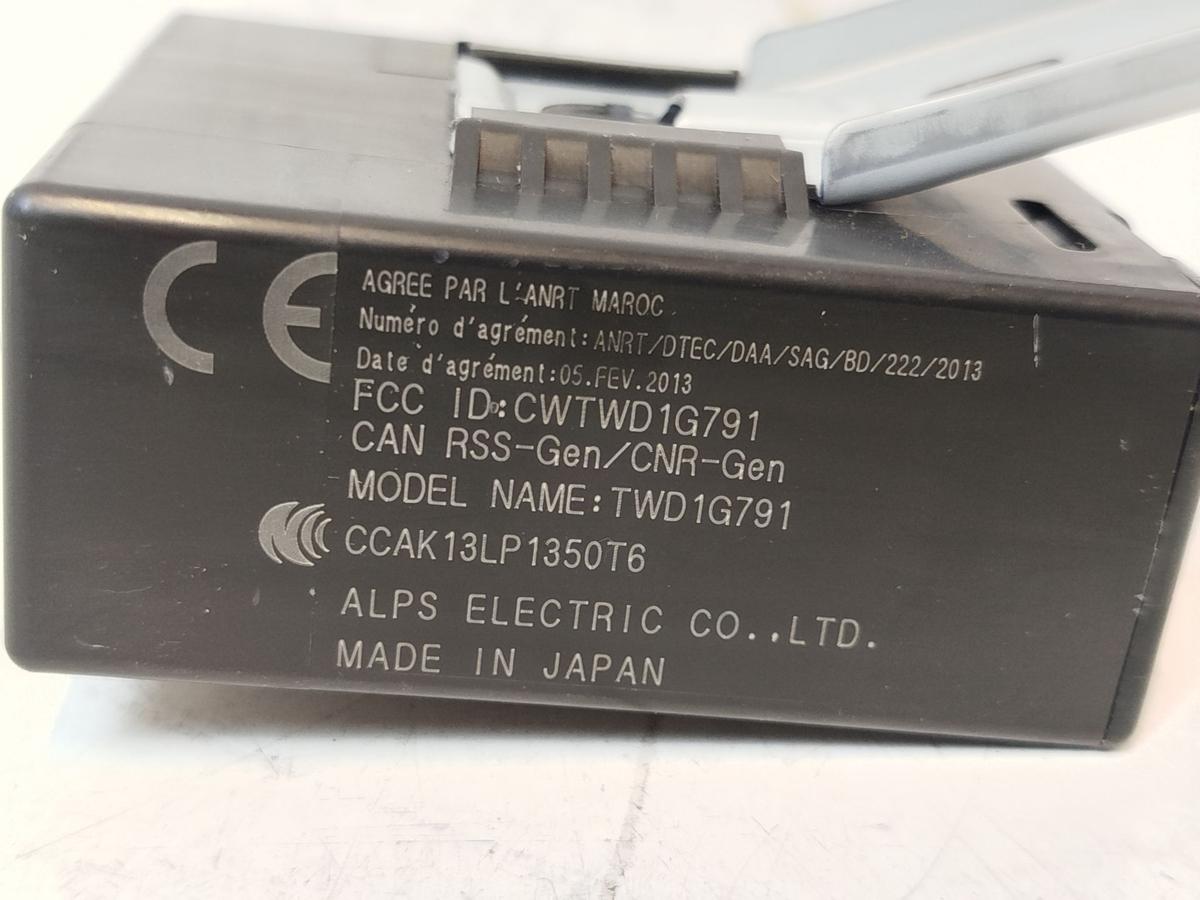 CE
AGREE PAR L'ANRT MAROC
Numéro d'agrément:ANRT/DTEC/DAA/SAG/BD/222/2013
Date d'agrément:05.FEV.2013
FCC ID:CWTWD1G791
CAN RSS-Gen/CNR-Gen
MODEL NAME:TWD1G791
CCAK13LP1350T6
ALPS ELECTRIC CO.,LTD.
MADE IN JAPAN